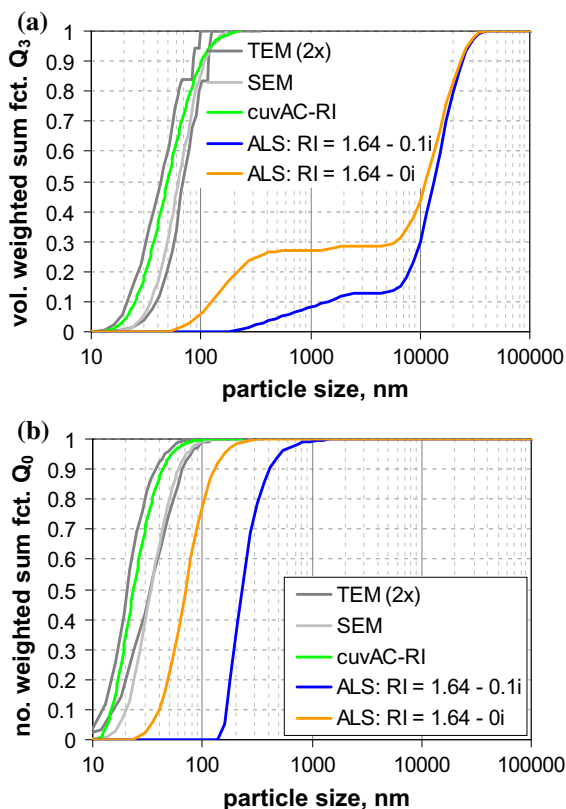 (a)
vol. weighted sum fct. Q3
1
0.9
0.8
0.7
0.6
0.5
0.4
0.3
0.2
0.1
0
TEM (2x)
SEM
cuvAC-RI
ALS: RI = 1.64 - 0.1i
ALS: RI = 1.64 - 0i
10 100 1000 10000 100000
particle size, nm
(b)
no. weighted sum fct. Q0
1
0.9
0.8
0.7
0.6
0.5
0.4
0.3
0.2
0.1
0
TEM (2x)
SEM
cuvAC-RI
ALS: RI = 1.64 - 0.1i
ALS: RI = 1.64 - 0i
10 100 1000 10000 100000
particle size, nm